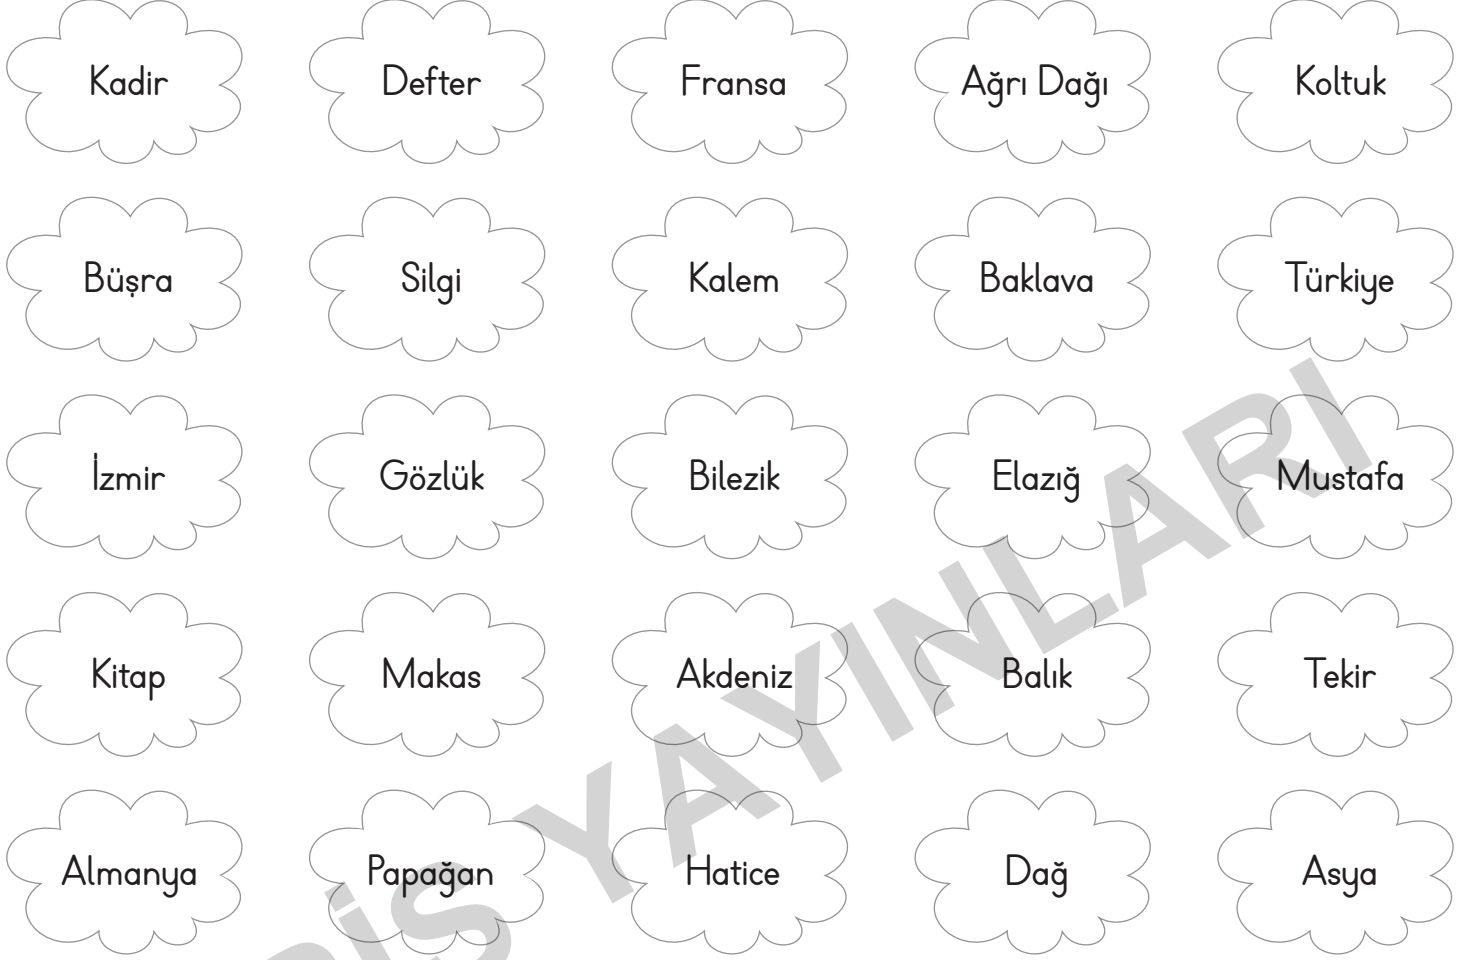 Kadir Defter Fransa Ağrı Dağı Koltuk
Büşra Silgi Kalem Baklava Türkiye
İzmir Gözlük Bilezik Elazığ Mustafa
Kitap Makas Akdeniz Balık Tekir
Almanya Papağan Hatice Dağ Asya
YAYINLARI